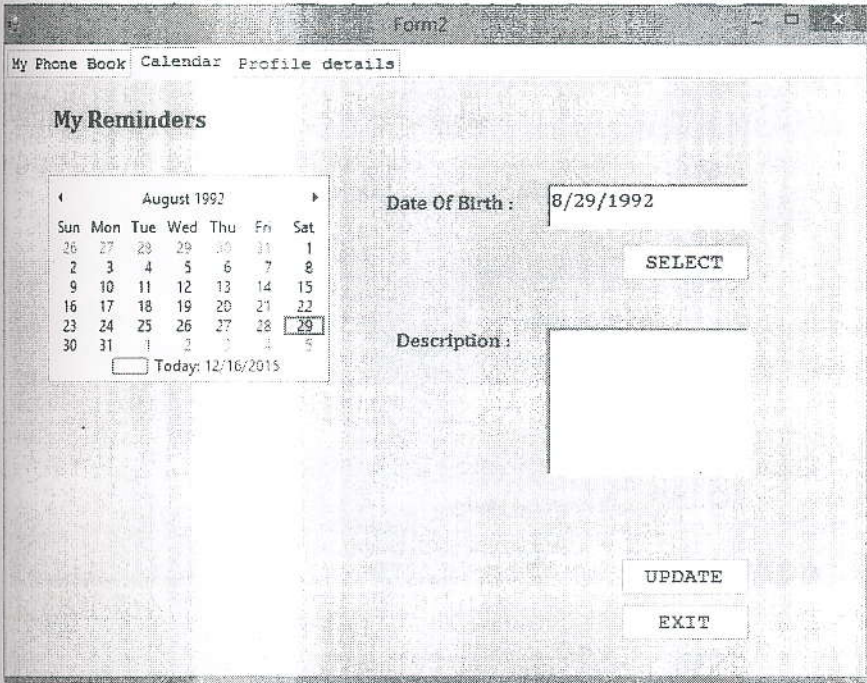 Form2
My Phone Book Calendar Profile details
My Reminders
August 1992
Sun Mon Tue Wed Thu Fri Sat
26 27 28 29 30 31 1
2 3 4 5 6 7 8
9 10 11 12 13 14 15
16 17 18 19 20 21 22
23 24 25 26 27 28 29
30 31 1 2 3 4 5
Today: 12/16/2015
Date Of Birth :
8/29/1992
SELECT
Description :
UPDATE
EXIT